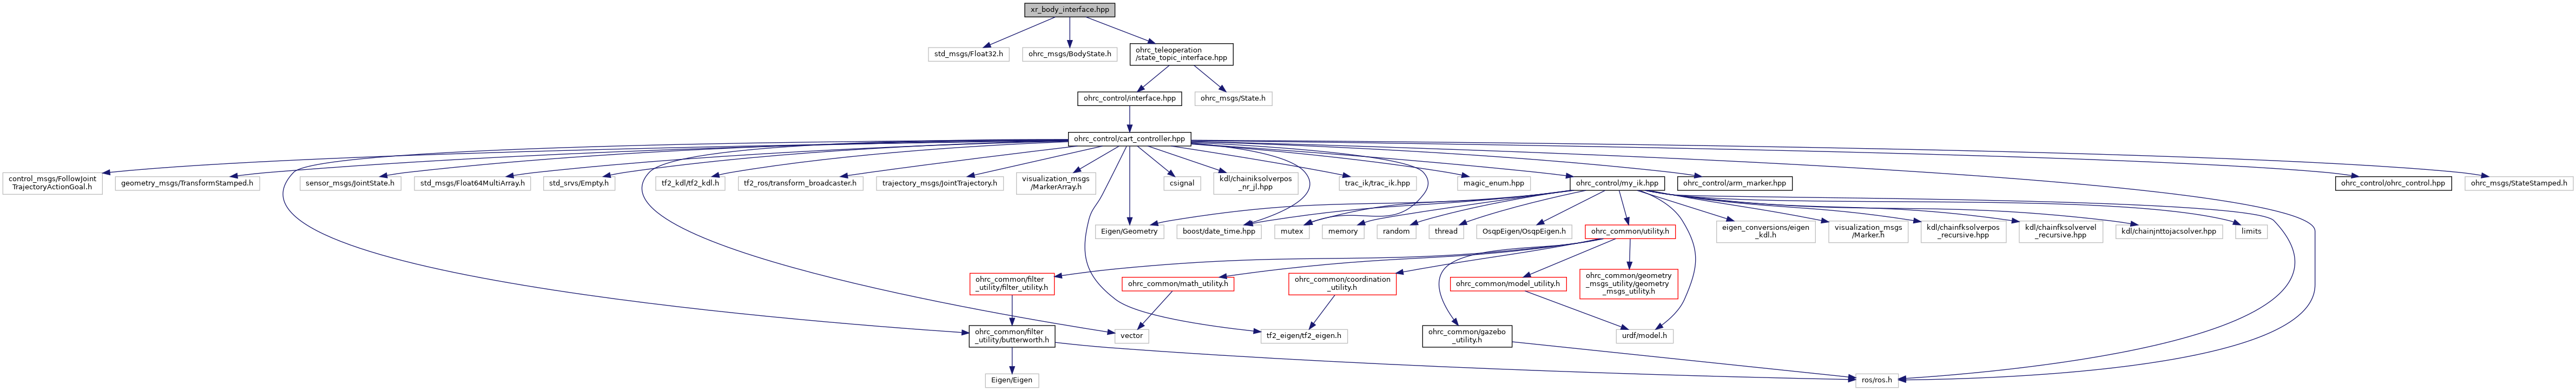 xr_body_interface.hpp
std_msgs/Float32.h
ohrc_msgs/BodyState.h
ohrc_teleoperation
/state_topic_interface.hpp
ohrc_control/interface.hpp
ohrc_msgs/State.h
ohrc_control/cart_controller.hpp
control_msgs/FollowJoint
TrajectoryActionGoal.h
geometry_msgs/TransformStamped.h
sensor_msgs/JointState.h
std_msgs/Float64MultiArray.h
std_srvs/Empty.h
tf2_kdl/tf2_kdl.h
tf2_ros/transform_broadcaster.h
trajectory_msgs/JointTrajectory.h
visualization_msgs
/MarkerArray.h
csignal
kdl/chainiksolverpos
_nr_jl.hpp
trac_ik/trac_ik.hpp
magic_enum.hpp
ohrc_control/my_ik.hpp
ohrc_control/arm_marker.hpp
ohrc_control/ohrc_control.hpp
ohrc_msgs/StateStamped.h
Eigen/Geometry
boost/date_time.hpp
mutex
memory
random
thread
OsqpEigen/OsqpEigen.h
ohrc_common/utility.h
eigen_conversions/eigen
_kdl.h
visualization_msgs
/Marker.h
kdl/chainfksolverpos
_recursive.hpp
kdl/chainfksolvervel
_recursive.hpp
kdl/chainjnttojacsolver.hpp
limits
ohrc_common/filter
_utility/filter_utility.h
ohrc_common/math_utility.h
ohrc_common/coordination
_utility.h
ohrc_common/model_utility.h
ohrc_common/geometry
_msgs_utility/geometry
_msgs_utility.h
ohrc_common/filter
_utility/butterworth.h
vector
tf2_eigen/tf2_eigen.h
ohrc_common/gazebo
_utility.h
urdf/model.h
Eigen/Eigen
ros/ros.h